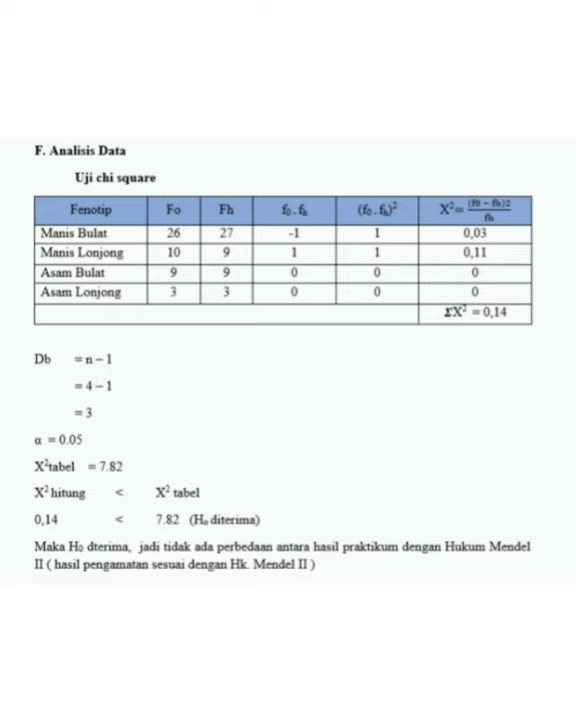 F. Analisis Data
Uji chi square
Fenotip Fo Fh f₀ - fₕ (f₀ - fₕ)² X²= (f0 – fh)2 / fh
Manis Bulat 26 27 -1 1 0,03
Manis Lonjong 10 9 1 1 0,11
Asam Bulat 9 9 0 0 0
Asam Lonjong 3 3 0 0 0
ΣX² = 0,14
Db = n – 1
= 4 – 1
= 3
α = 0.05
X²tabel = 7.82
X² hitung < X² tabel
0,14 < 7.82 (H₀ diterima)
Maka H₀ dterima, jadi tidak ada perbedaan antara hasil praktikum dengan Hukum Mendel
II ( hasil pengamatan sesuai dengan Hk. Mendel II )